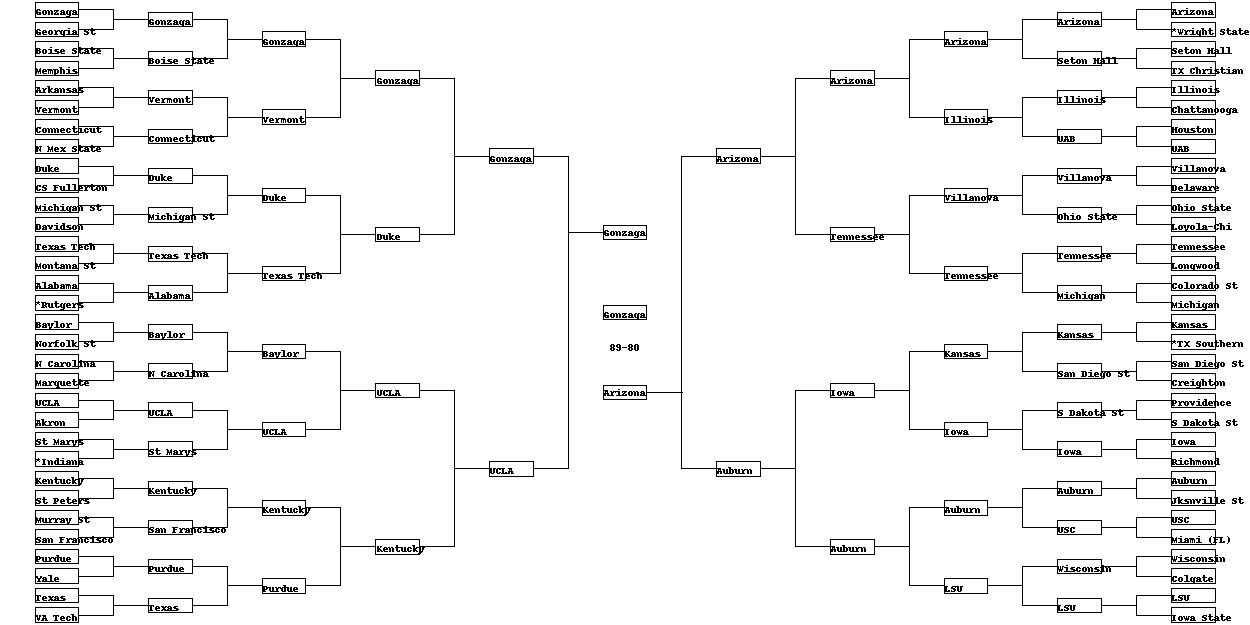 Gonzaga
Georgia St
Boise State
Memphis
Arkansas
Vermont
Connecticut
N Mex State
Duke
CS Fullerton
Michigan St
Davidson
Texas Tech
Montana St
Alabama
*Rutgers
Baylor
Norfolk St
N Carolina
Marquette
UCLA
Akron
St Marys
*Indiana
Kentucky
St Peters
Murray St
San Francisco
Purdue
Yale
Texas
VA Tech
Gonzaga
Boise State
Vermont
Connecticut
Duke
Michigan St
Texas Tech
Alabama
Baylor
N Carolina
UCLA
St Marys
Kentucky
San Francisco
Purdue
Texas
Gonzaga
Vermont
Duke
Texas Tech
Baylor
UCLA
Kentucky
Purdue
Gonzaga
Duke
UCLA
Kentucky
Gonzaga
UCLA
Gonzaga
Gonzaga
89-80
Arizona
Arizona
Auburn
Arizona
Tennessee
Iowa
Auburn
Arizona
Illinois
Villanova
Tennessee
Kansas
Iowa
Auburn
LSU
Arizona
Seton Hall
Illinois
UAB
Villanova
Ohio State
Tennessee
Michigan
Kansas
San Diego St
S Dakota St
Iowa
Auburn
USC
Wisconsin
LSU
Arizona
*Wright State
Seton Hall
TX Christian
Illinois
Chattanooga
Houston
UAB
Villanova
Delaware
Ohio State
Loyola-Chi
Tennessee
Longwood
Colorado St
Michigan
Kansas
*TX Southern
San Diego St
Creighton
Providence
S Dakota St
Iowa
Richmond
Auburn
Jksnville St
USC
Miami (FL)
Wisconsin
Colgate
LSU
Iowa State